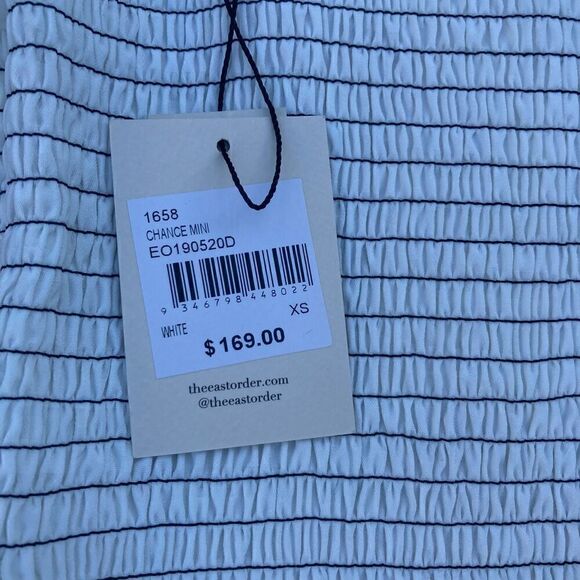 1658
CHANCE MINI
EO190520D
9 346798 448022
WHITE XS
$169.00
theeastorder.com
@theeastorder